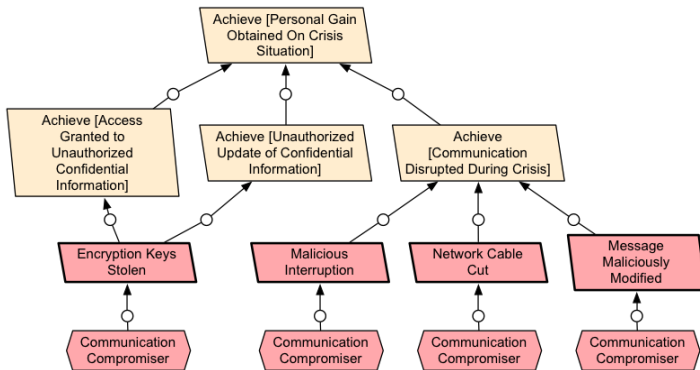 Achieve [Personal Gain
Obtained On Crisis
Situation]
Achieve [Access
Granted to
Unauthorized
Confidential
Information]
Achieve [Unauthorized
Update of Confidential
Information]
Achieve
[Communication
Disrupted During Crisis]
Encryption Keys
Stolen
Malicious
Interruption
Network Cable
Cut
Message
Maliciously
Modified
Communication
Compromiser
Communication
Compromiser
Communication
Compromiser
Communication
Compromiser